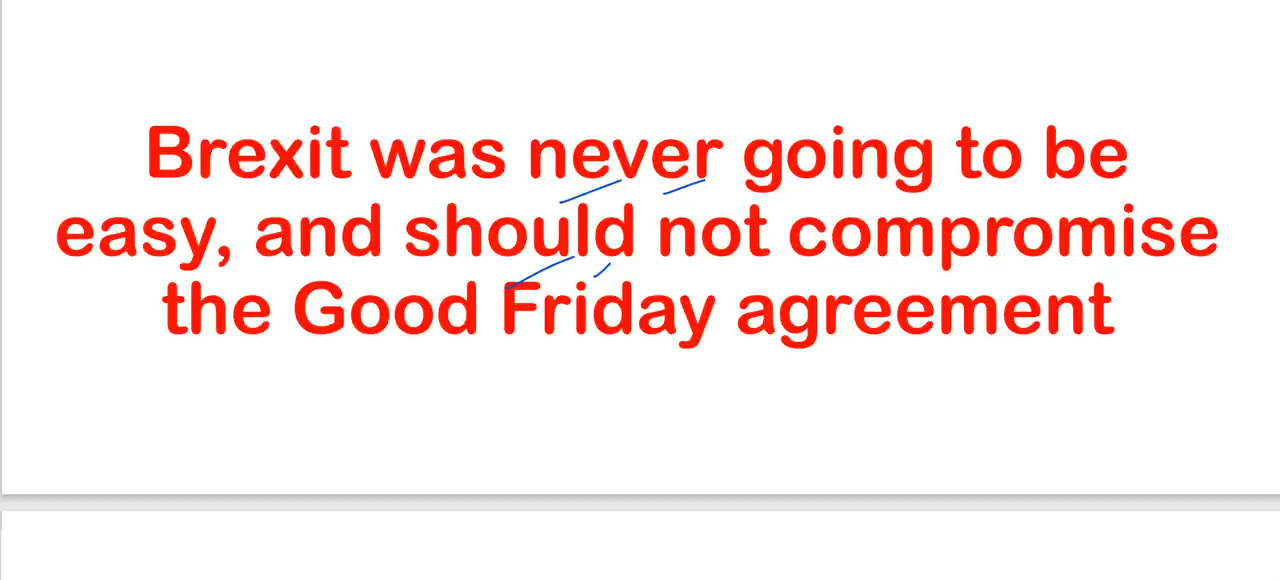 Brexit was never going to be
easy, and should not compromise
the Good Friday agreement